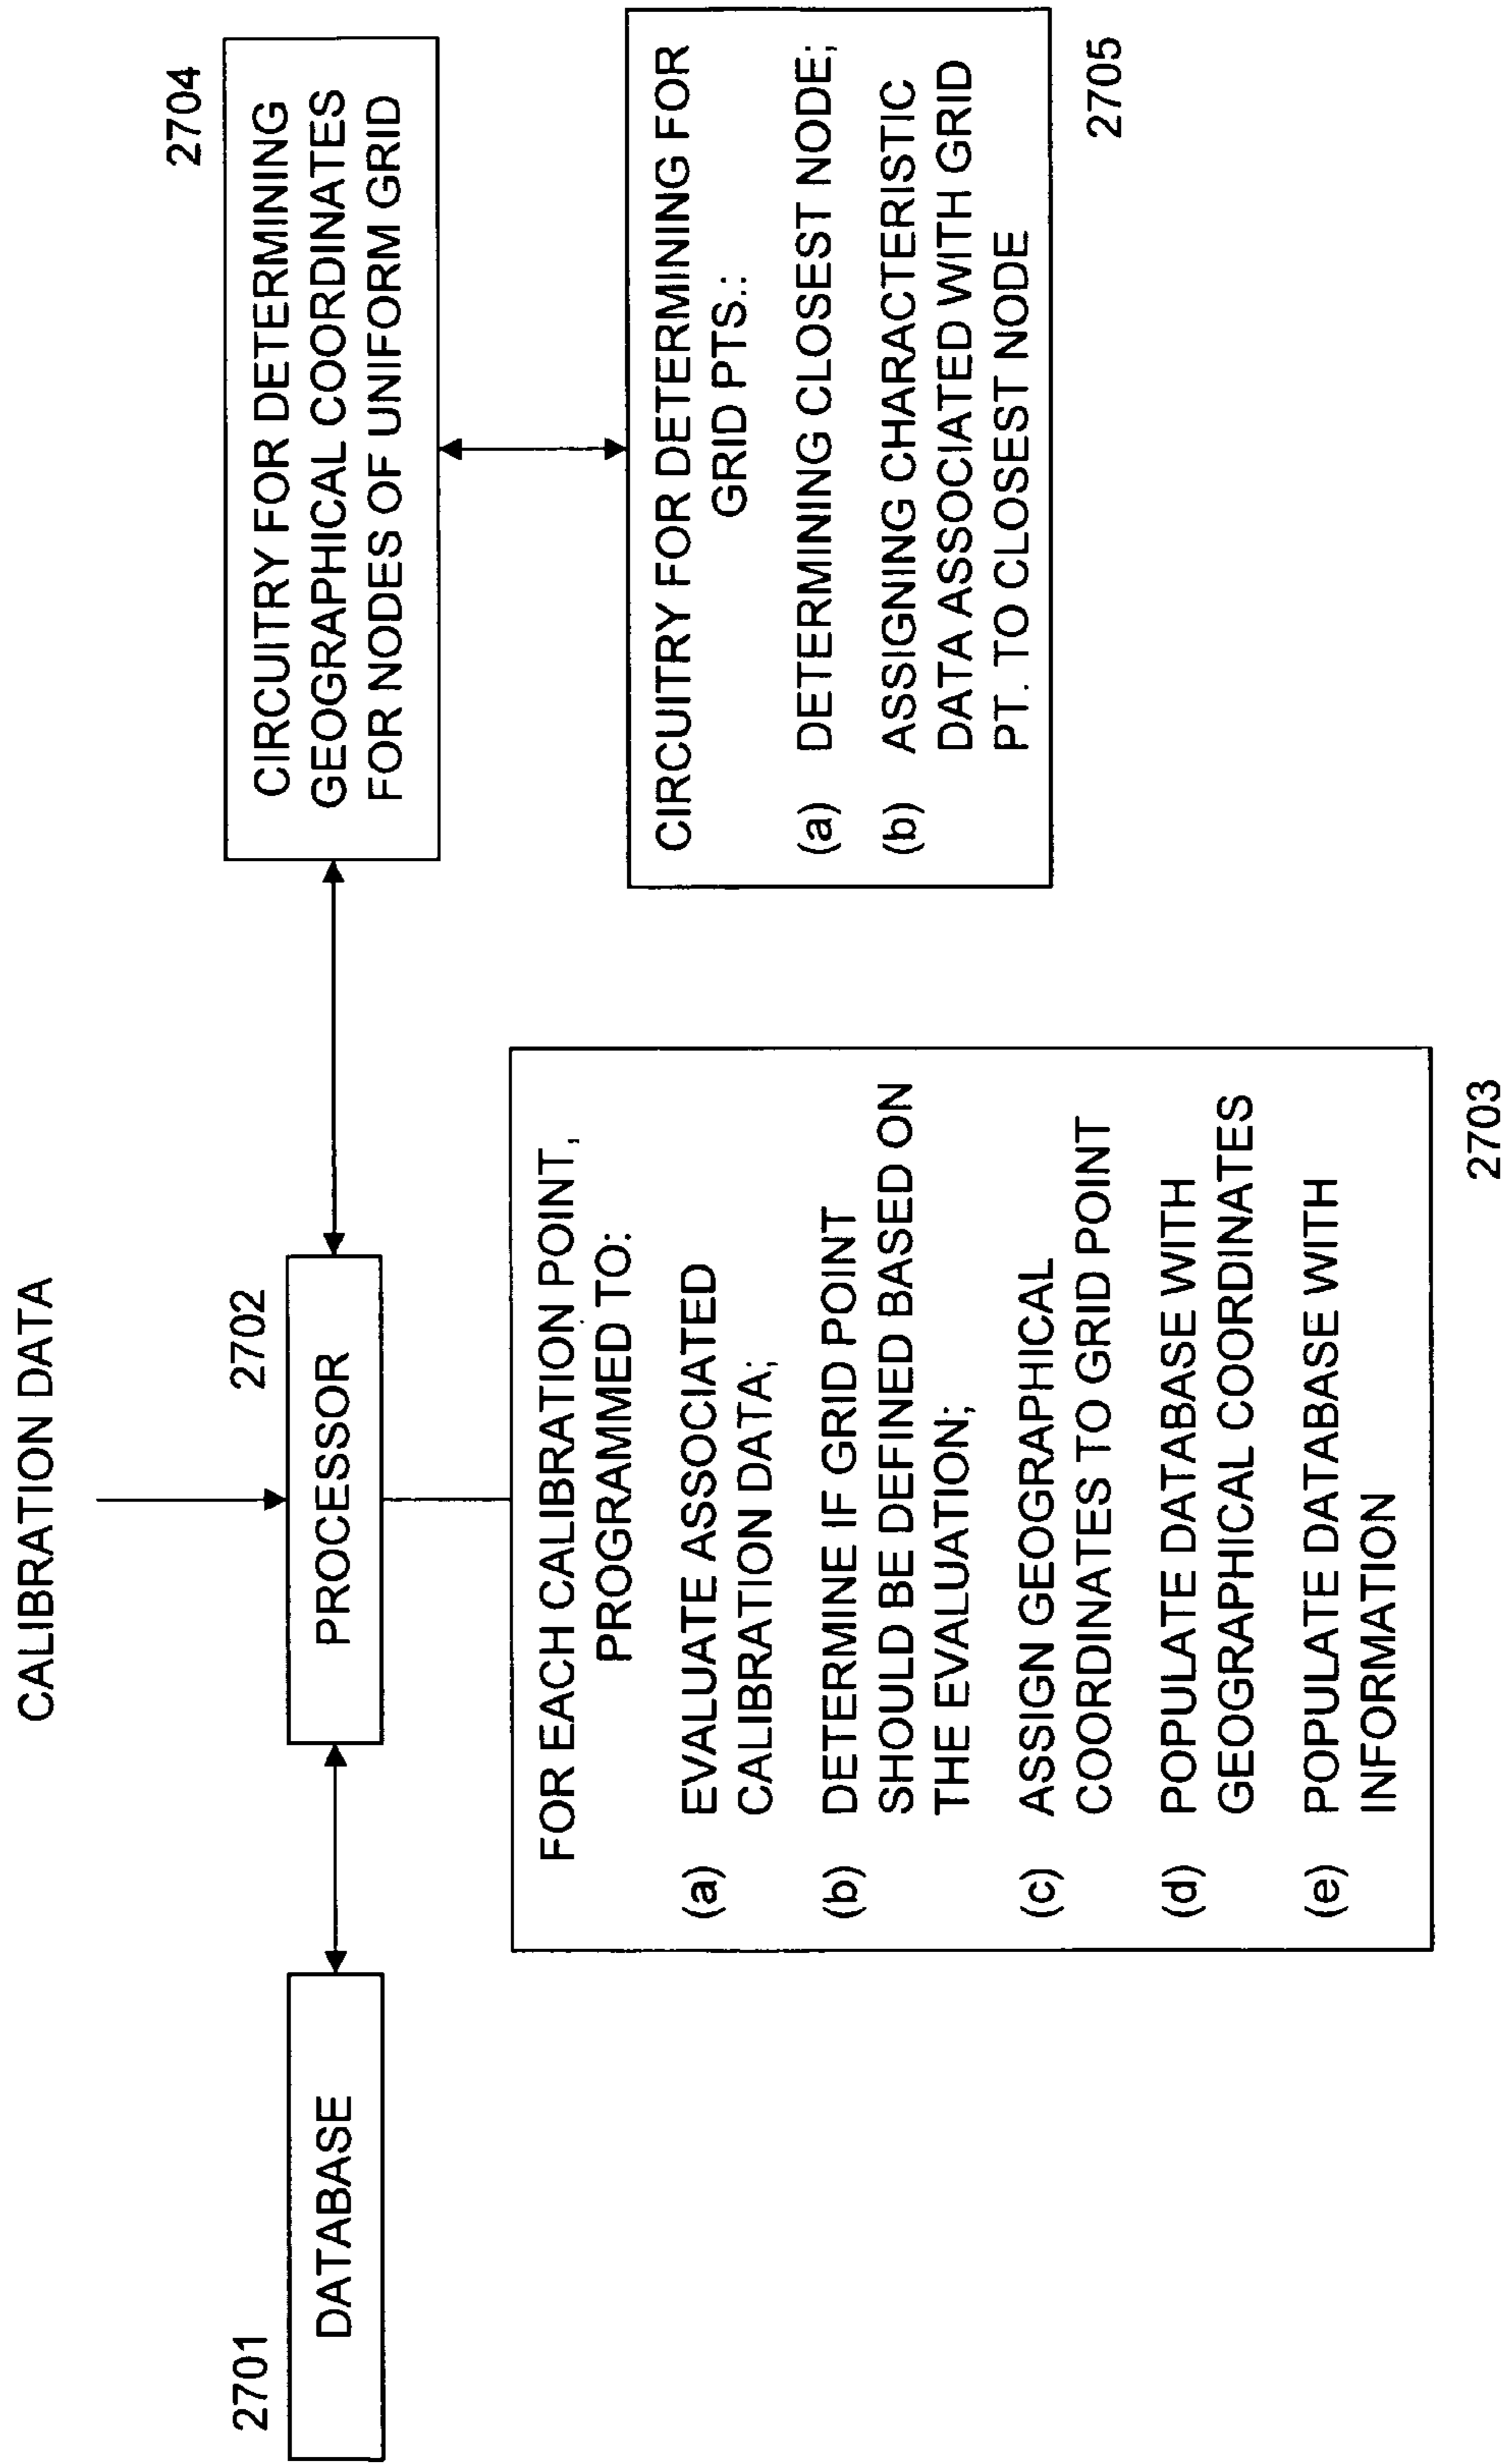 CALIBRATION DATA
2701
DATABASE
2702
PROCESSOR
2704
CIRCUITRY FOR DETERMINING
GEOGRAPHICAL COORDINATES
FOR NODES OF UNIFORM GRID
FOR EACH CALIBRATION POINT,
PROGRAMMED TO:
(a) EVALUATE ASSOCIATED
CALIBRATION DATA;
(b) DETERMINE IF GRID POINT
SHOULD BE DEFINED BASED ON
THE EVALUATION;
(c) ASSIGN GEOGRAPHICAL
COORDINATES TO GRID POINT
(d) POPULATE DATABASE WITH
GEOGRAPHICAL COORDINATES
(e) POPULATE DATABASE WITH
INFORMATION
2703
CIRCUITRY FOR DETERMINING FOR
GRID PTS.:
(a) DETERMINING CLOSEST NODE;
(b) ASSIGNING CHARACTERISTIC
DATA ASSOCIATED WITH GRID
PT. TO CLOSEST NODE
2705